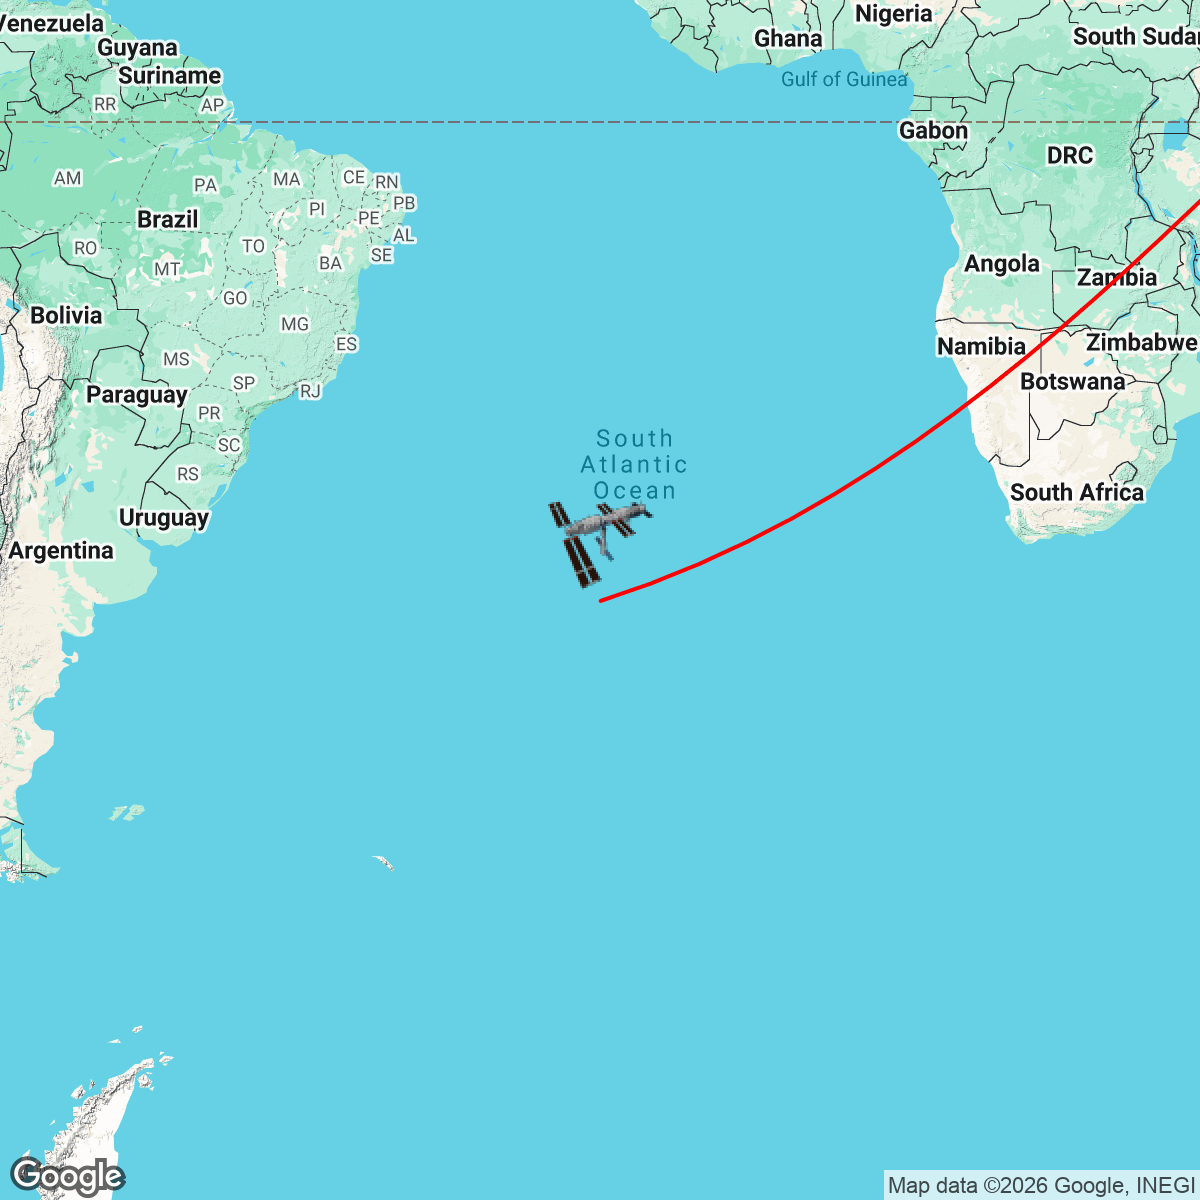 Venezuela
Guyana
Suriname
RR
AP
Nigeria
Ghana
South Sudan
Gulf of Guinea
Gabon
DRC
AM
PA
MA
CE
RN
PB
PI
PE
AL
Brazil
TO
SE
RO
MT
BA
Angola
Zambia
GO
Bolivia
MG
ES
Zimbabwe
Namibia
MS
SP
RJ
Botswana
Paraguay
PR
SC
South
Atlantic
Ocean
RS
South Africa
Uruguay
Argentina
Google
Map data ©2026 Google, INEGI